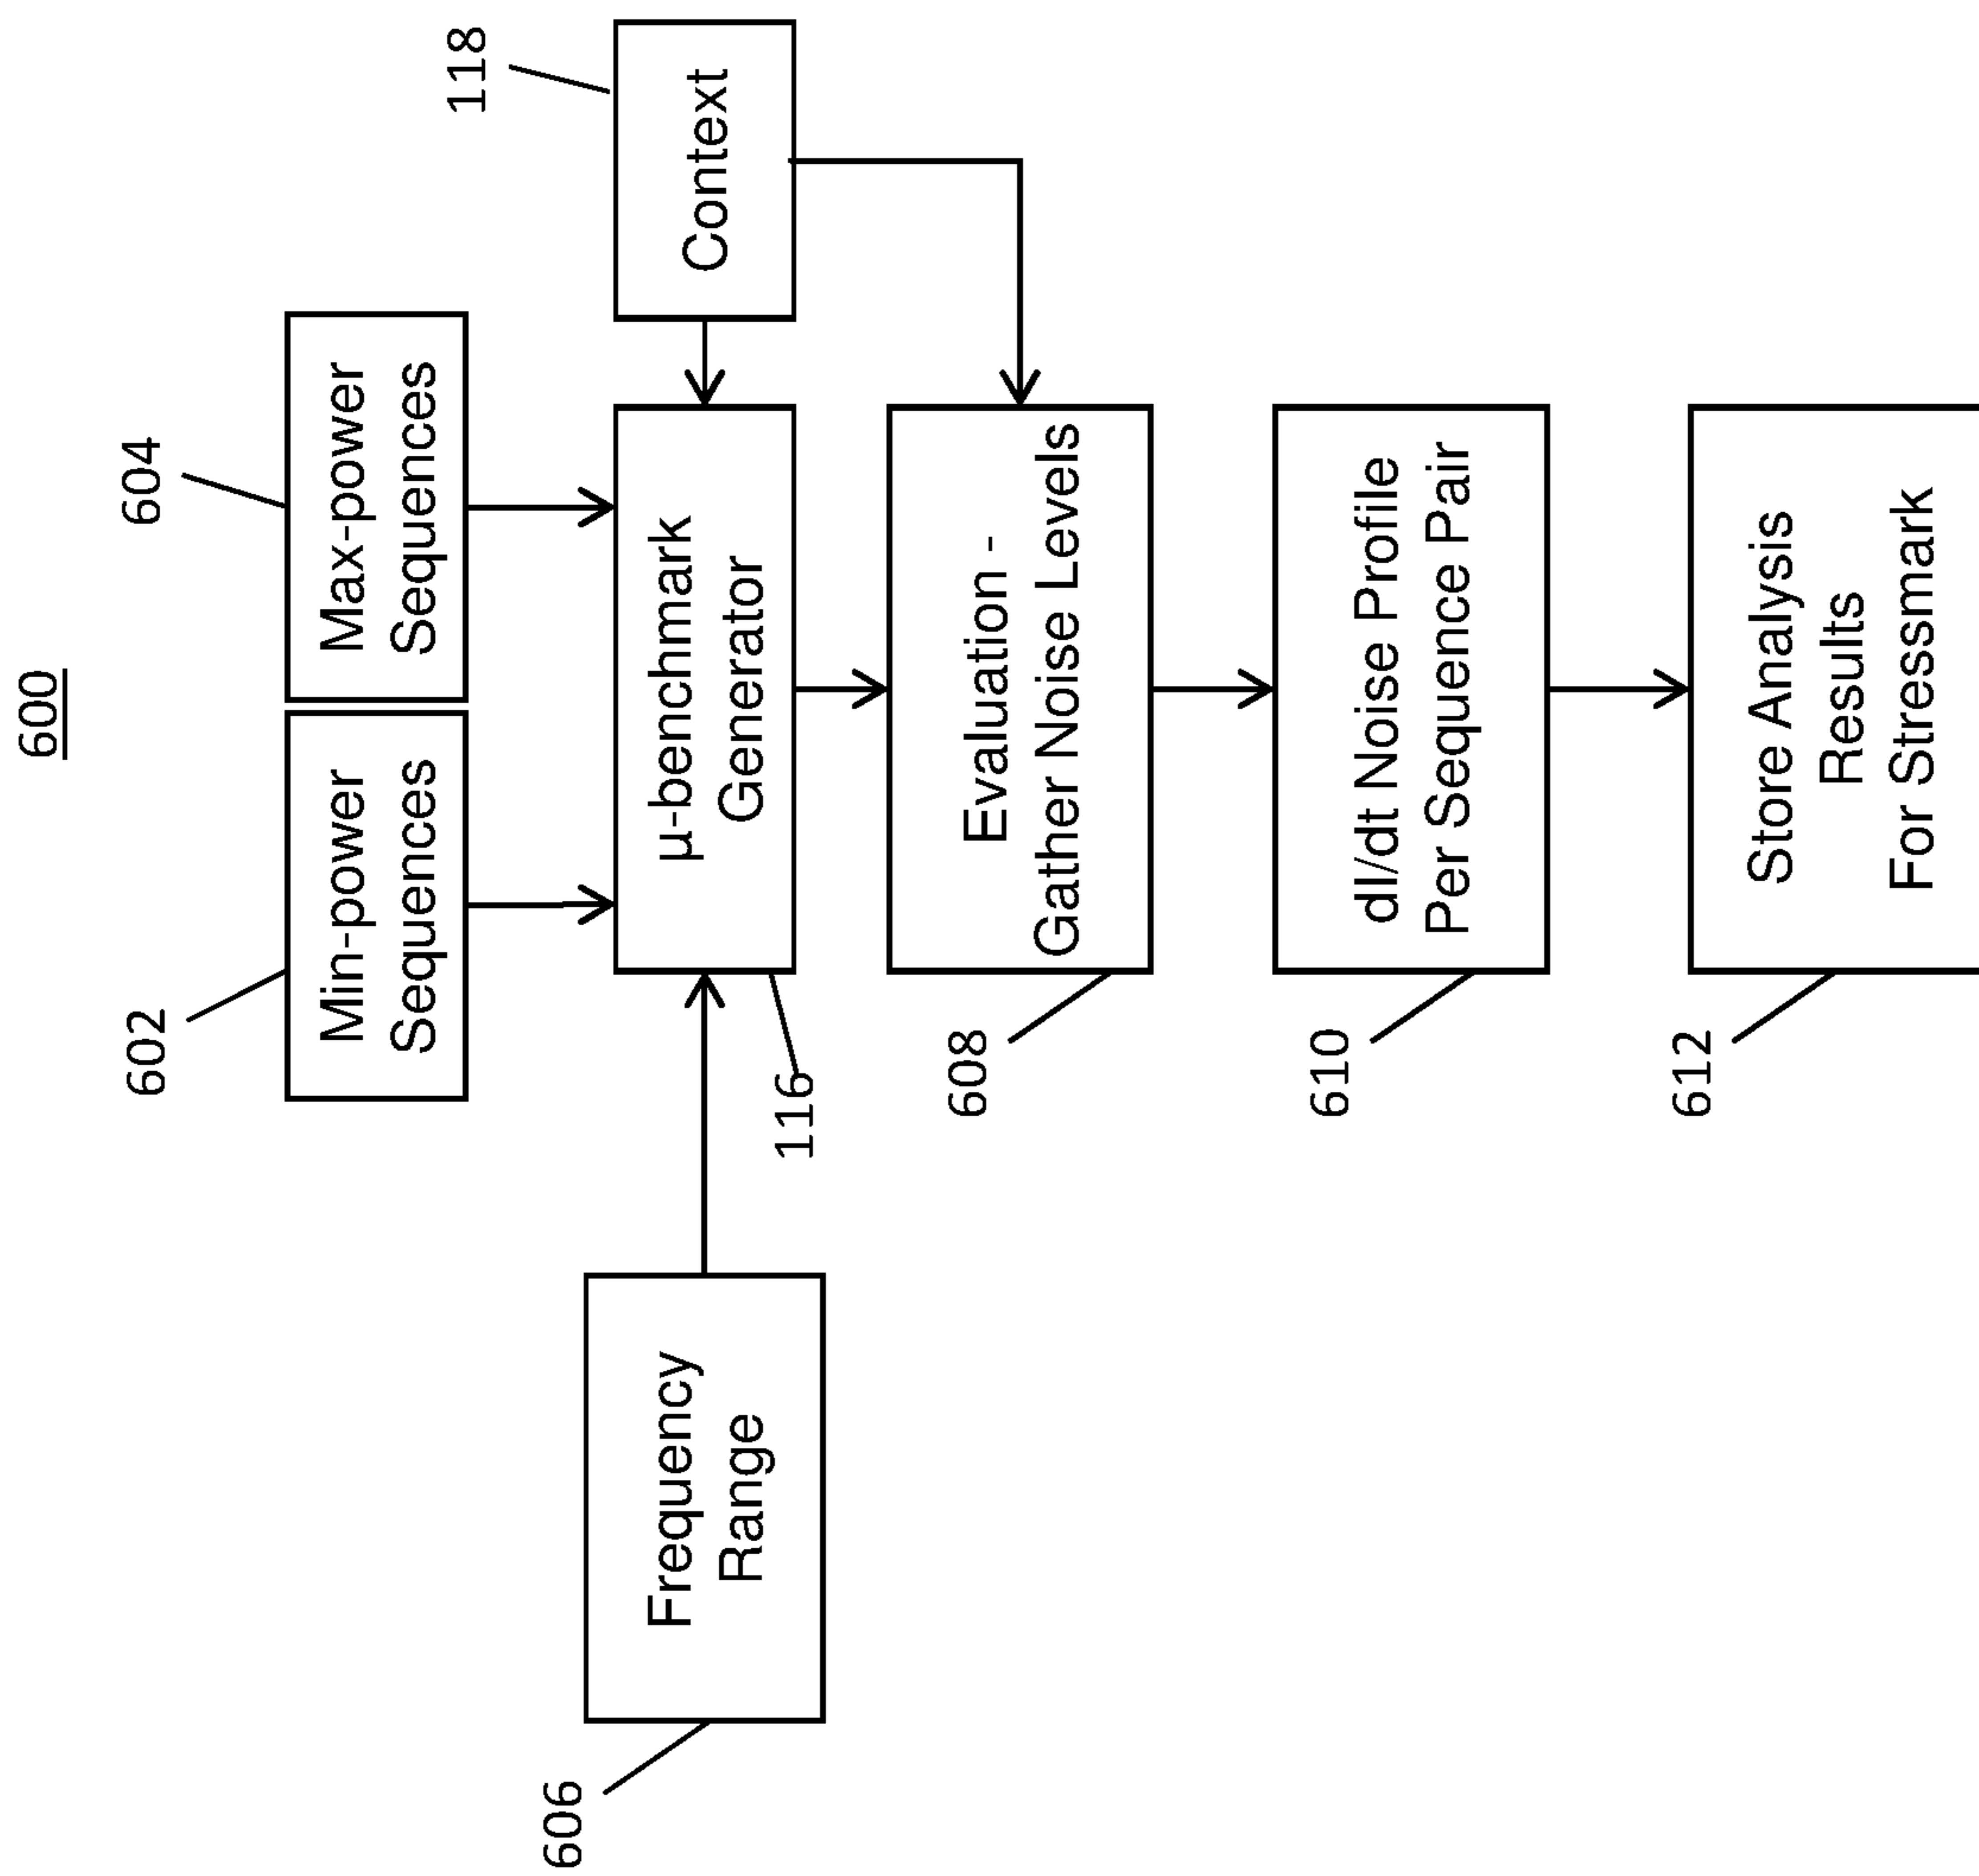 600
602
Min-power
Sequences
604
Max-power
Sequences
606
Frequency
Range
µ-benchmark
Generator
116
Context
118
Evaluation -
Gather Noise Levels
608
dI/dt Noise Profile
Per Sequence Pair
610
Store Analysis
Results
For Stressmark
612